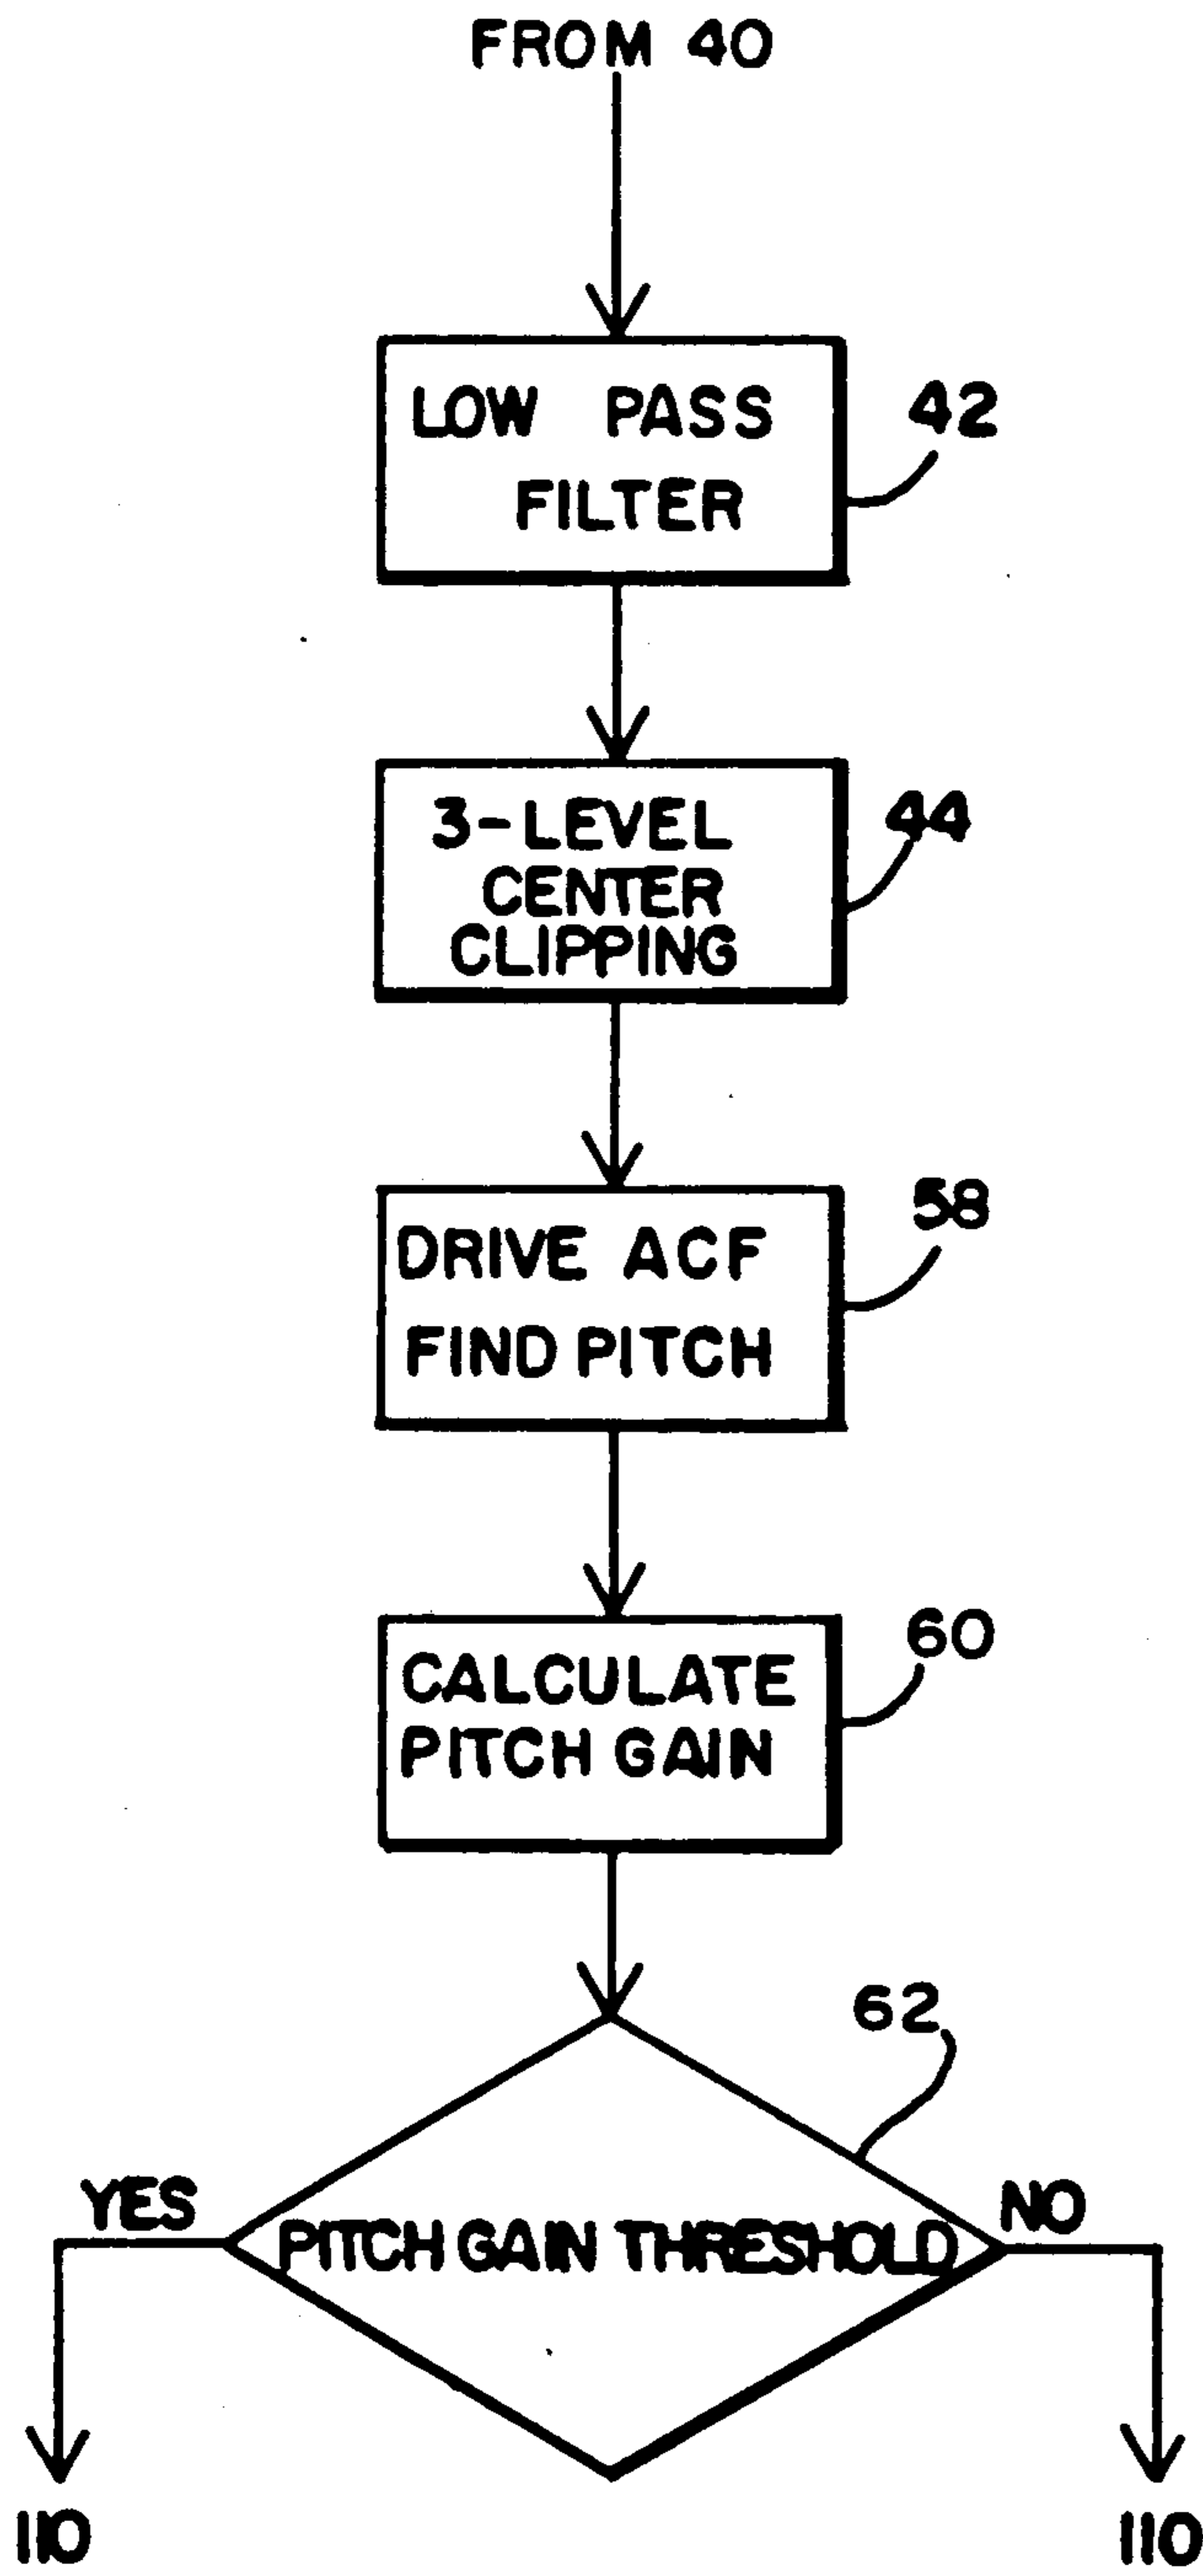 FROM 40
LOW PASS
FILTER
42
3-LEVEL
CENTER
CLIPPING
44
DRIVE ACF
FIND PITCH
58
CALCULATE
PITCH GAIN
60
62
YES
PITCH GAIN THRESHOLD
NO
110
110